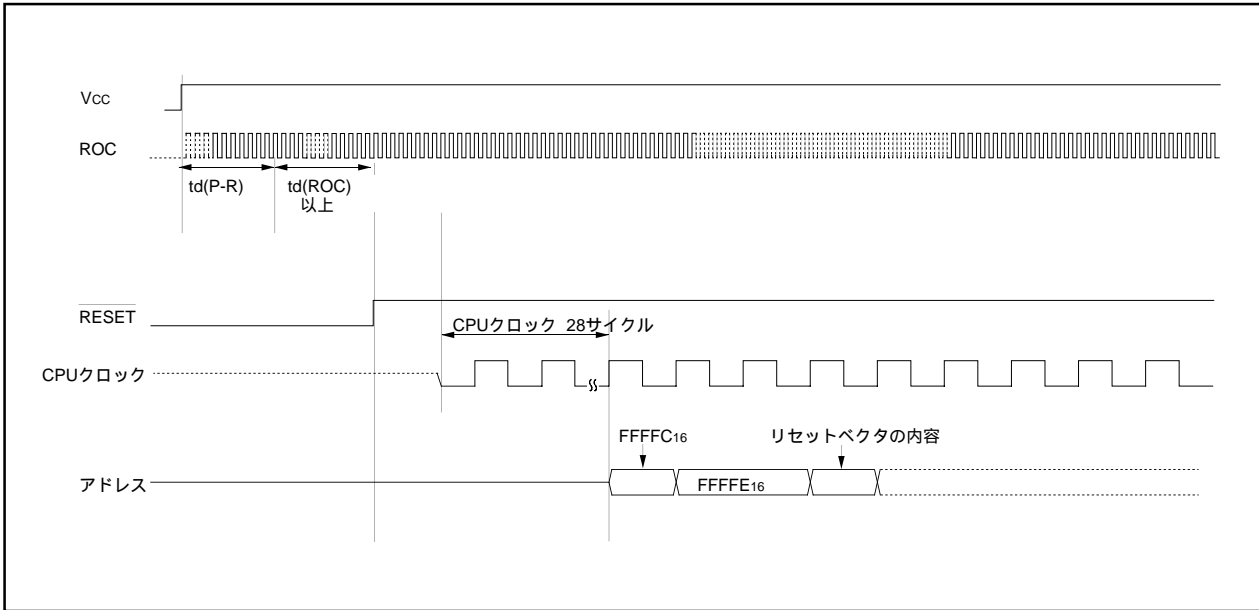 Vcc
ROC
td(P-R)
td(ROC)
以上
RESET
CPUクロック 28サイクル
CPUクロック
FFFFC16
リセットベクタの内容
アドレス
FFFFE16